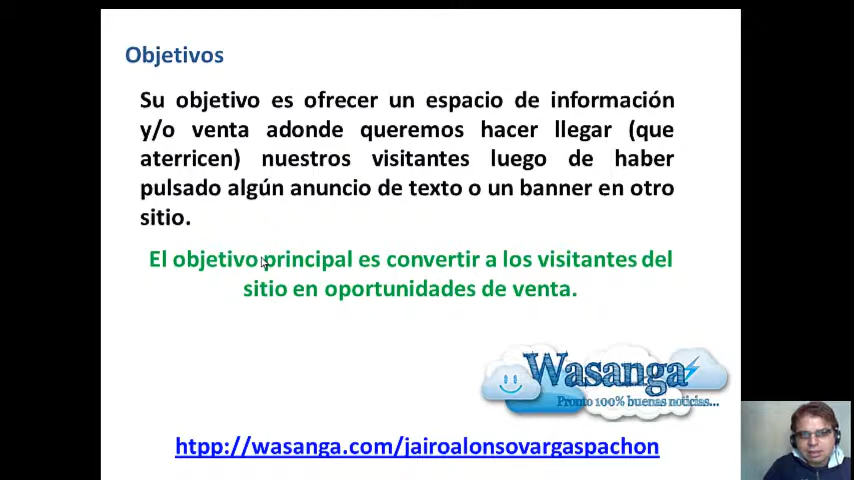 Objetivos
Su objetivo es ofrecer un espacio de información
y/o venta adonde queremos hacer llegar (que
aterricen) nuestros visitantes luego de haber
pulsado algún anuncio de texto o un banner en otro
sitio.
El objetivo principal es convertir a los visitantes del
sitio en oportunidades de venta.
Wasanga
Pronto 100% buenas noticias...
htpp://wasanga.com/jairoalonsovargaspachon